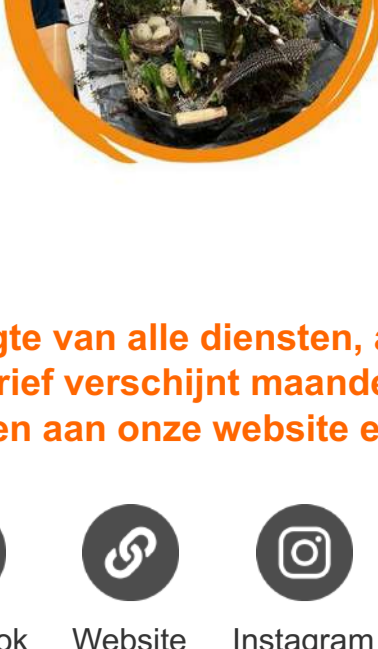 gte van alle diensten, a
rief verschijnt maande
en aan onze website e
ok Website Instagram